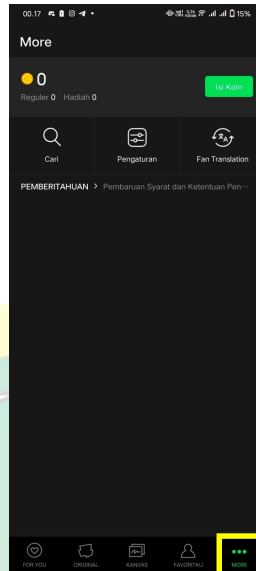 00.17
15%
More
0
Reguler 0 Hadiah 0
Isi Koin
Cari
Pengaturan
Fan Translation
PEMBERITAHUAN > Pembaruan Syarat dan Ketentuan Pen...
FOR YOU
ORIGINAL
KANVAS
FAVORITKU
MORE